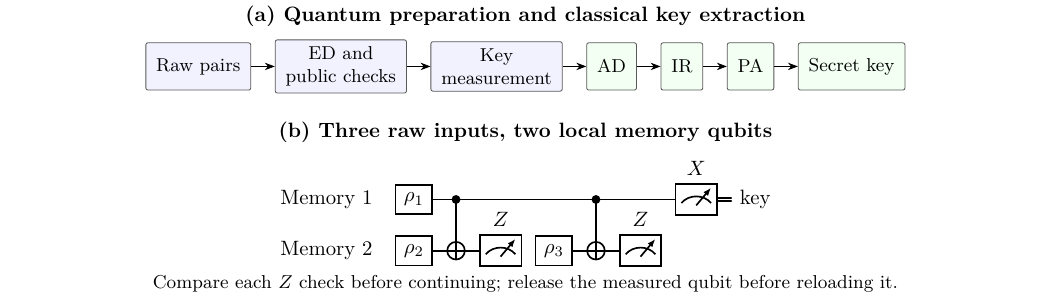 (a) Quantum preparation and classical key extraction
Raw pairs
ED and
public checks
Key
measurement
AD
IR
PA
Secret key
(b) Three raw inputs, two local memory qubits
X
Memory 1
ρ₁
key
Z
Z
Memory 2
ρ₂
ρ₃
Compare each Z check before continuing; release the measured qubit before reloading it.